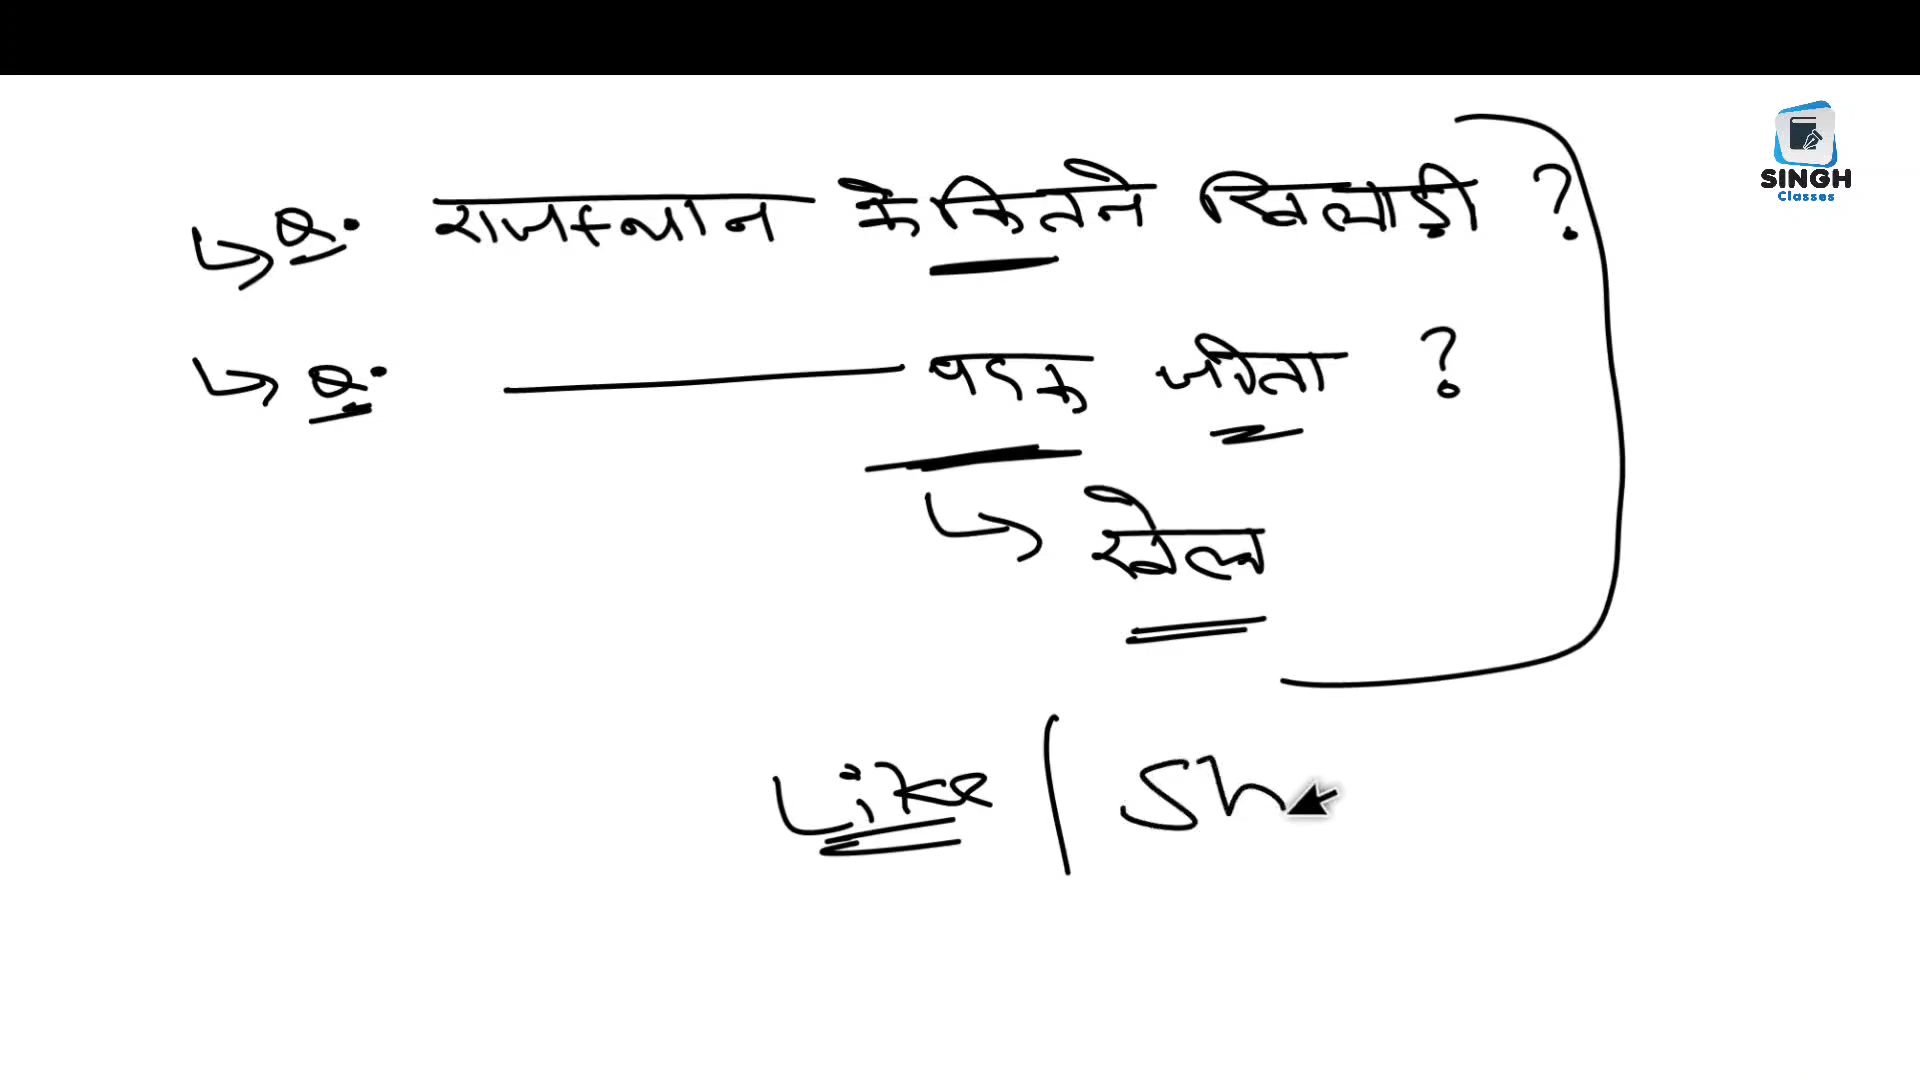 SINGH
Classes
Q. राजस्थान के कितने खिलाड़ी ?
Q. ——— पदक जीता ?
खेल
Like | Sh